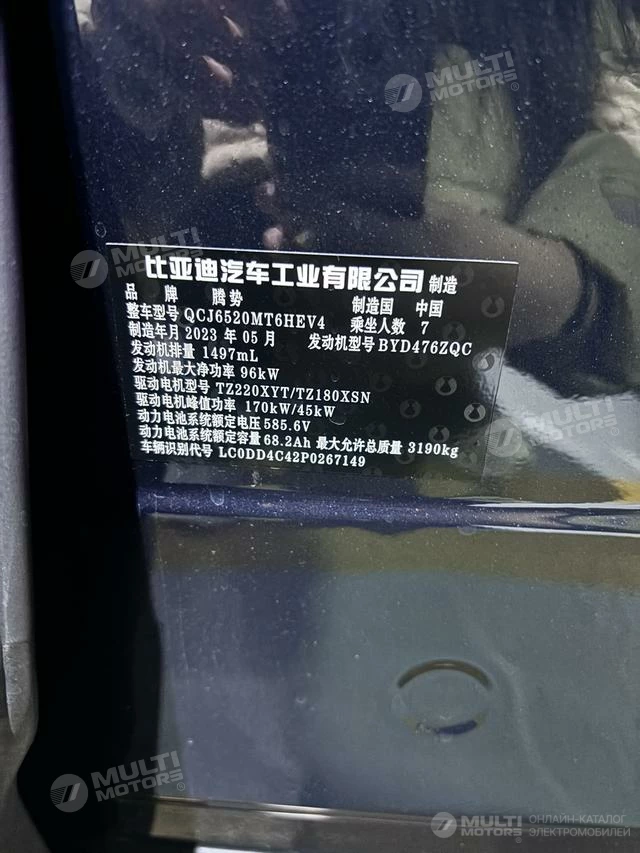 MULTI
MOTORS®
MULTI
MOTORS®
比亚迪汽车工业有限公司 制造
品 牌 腾势 制造国 中国
整车型号 QCJ6520MT6HEV4 乘坐人数 7
制造年月 2023 年 05 月 发动机型号 BYD476ZQC
发动机排量 1497mL
发动机最大净功率 96kW
驱动电机型号 TZ220XYT/TZ180XSN
驱动电机峰值功率 170kW/45kW
动力电池系统额定电压 585.6V
动力电池系统额定容量 68.2Ah 最大允许总质量 3190kg
车辆识别代号 LC0DD4C42P0267149
MULTI
MOTORS®
MULTI
MOTORS®
MULTI
MOTORS®
ОНЛАЙН-КАТАЛОГ
ЭЛЕКТРОМОБИЛЕЙ